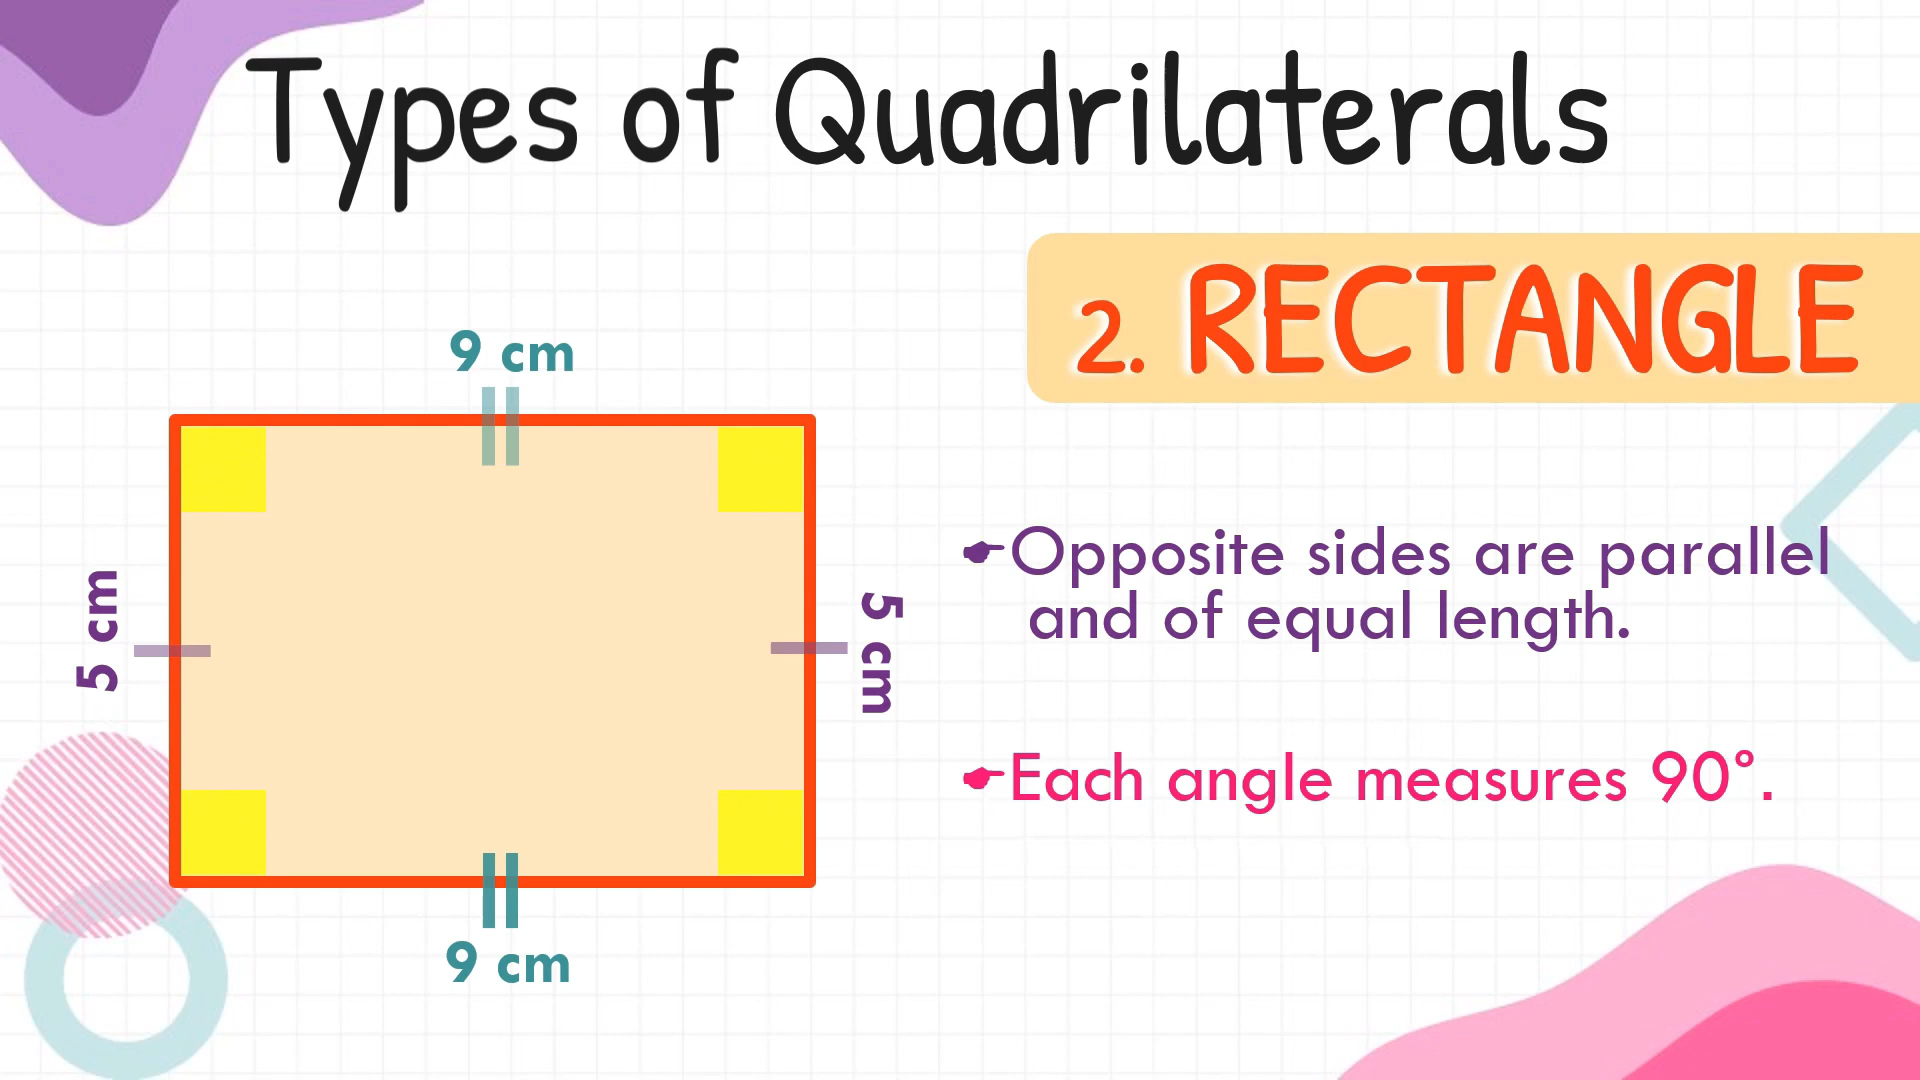 Types of Quadrilaterals
2. RECTANGLE
9 cm
5 cm
5 cm
☛Opposite sides are parallel
and of equal length.
☛Each angle measures 90°.
9 cm